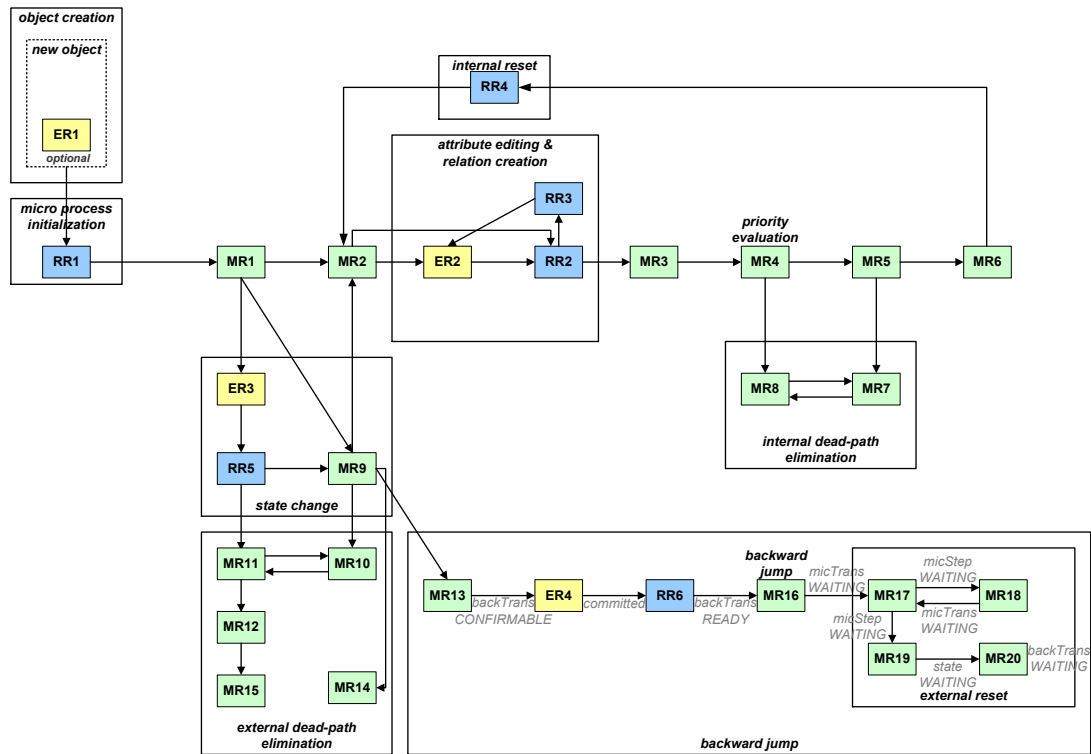 object creation
new object
ER1
optional
micro process
initialization
RR1
internal reset
RR4
attribute editing &
relation creation
RR3
priority
evaluation
MR1
MR2
ER2
RR2
MR3
MR4
MR5
MR6
MR8
MR7
internal dead-path
elimination
ER3
RR5
MR9
state change
MR11
MR10
MR12
MR15
MR14
external dead-path
elimination
MR13
backTrans
CONFIRMABLE
ER4
committed
RR6
backTrans
READY
backward
jump
MR16
micTrans
WAITING
MR17
micStep
WAITING
MR18
micTrans
WAITING
micStep
WAITING
MR19
state
WAITING
MR20
backTrans
WAITING
external reset
backward jump